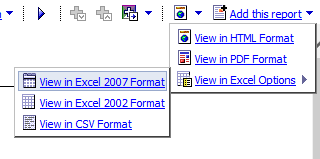 Add this report
View in HTML Format
View in PDF Format
View in Excel Options
View in Excel 2007 Format
View in Excel 2002 Format
View in CSV Format